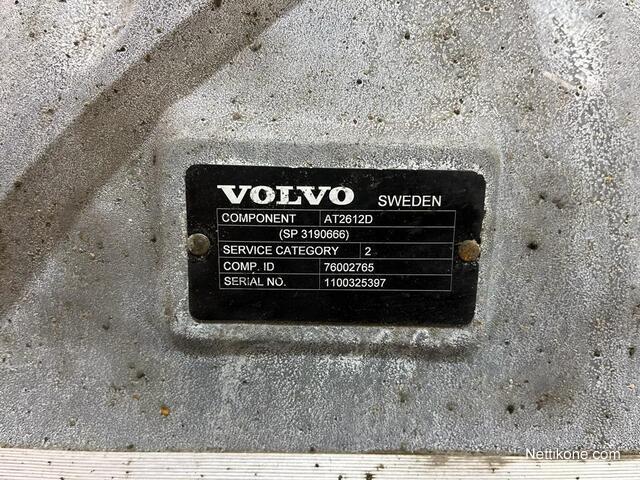 VOLVO SWEDEN
COMPONENT AT2612D
(SP 3190666)
SERVICE CATEGORY 2
COMP. ID 76002765
SERIAL NO. 1100325397
Nettikone.com